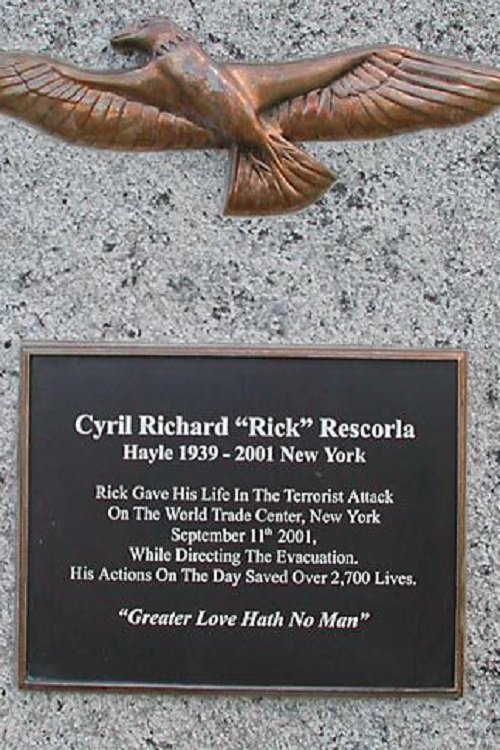 Cyril Richard “Rick” Rescorla
Hayle 1939 - 2001 New York
Rick Gave His Life In The Terrorist Attack
On The World Trade Center, New York
September 11th 2001,
While Directing The Evacuation.
His Actions On The Day Saved Over 2,700 Lives.
“Greater Love Hath No Man”